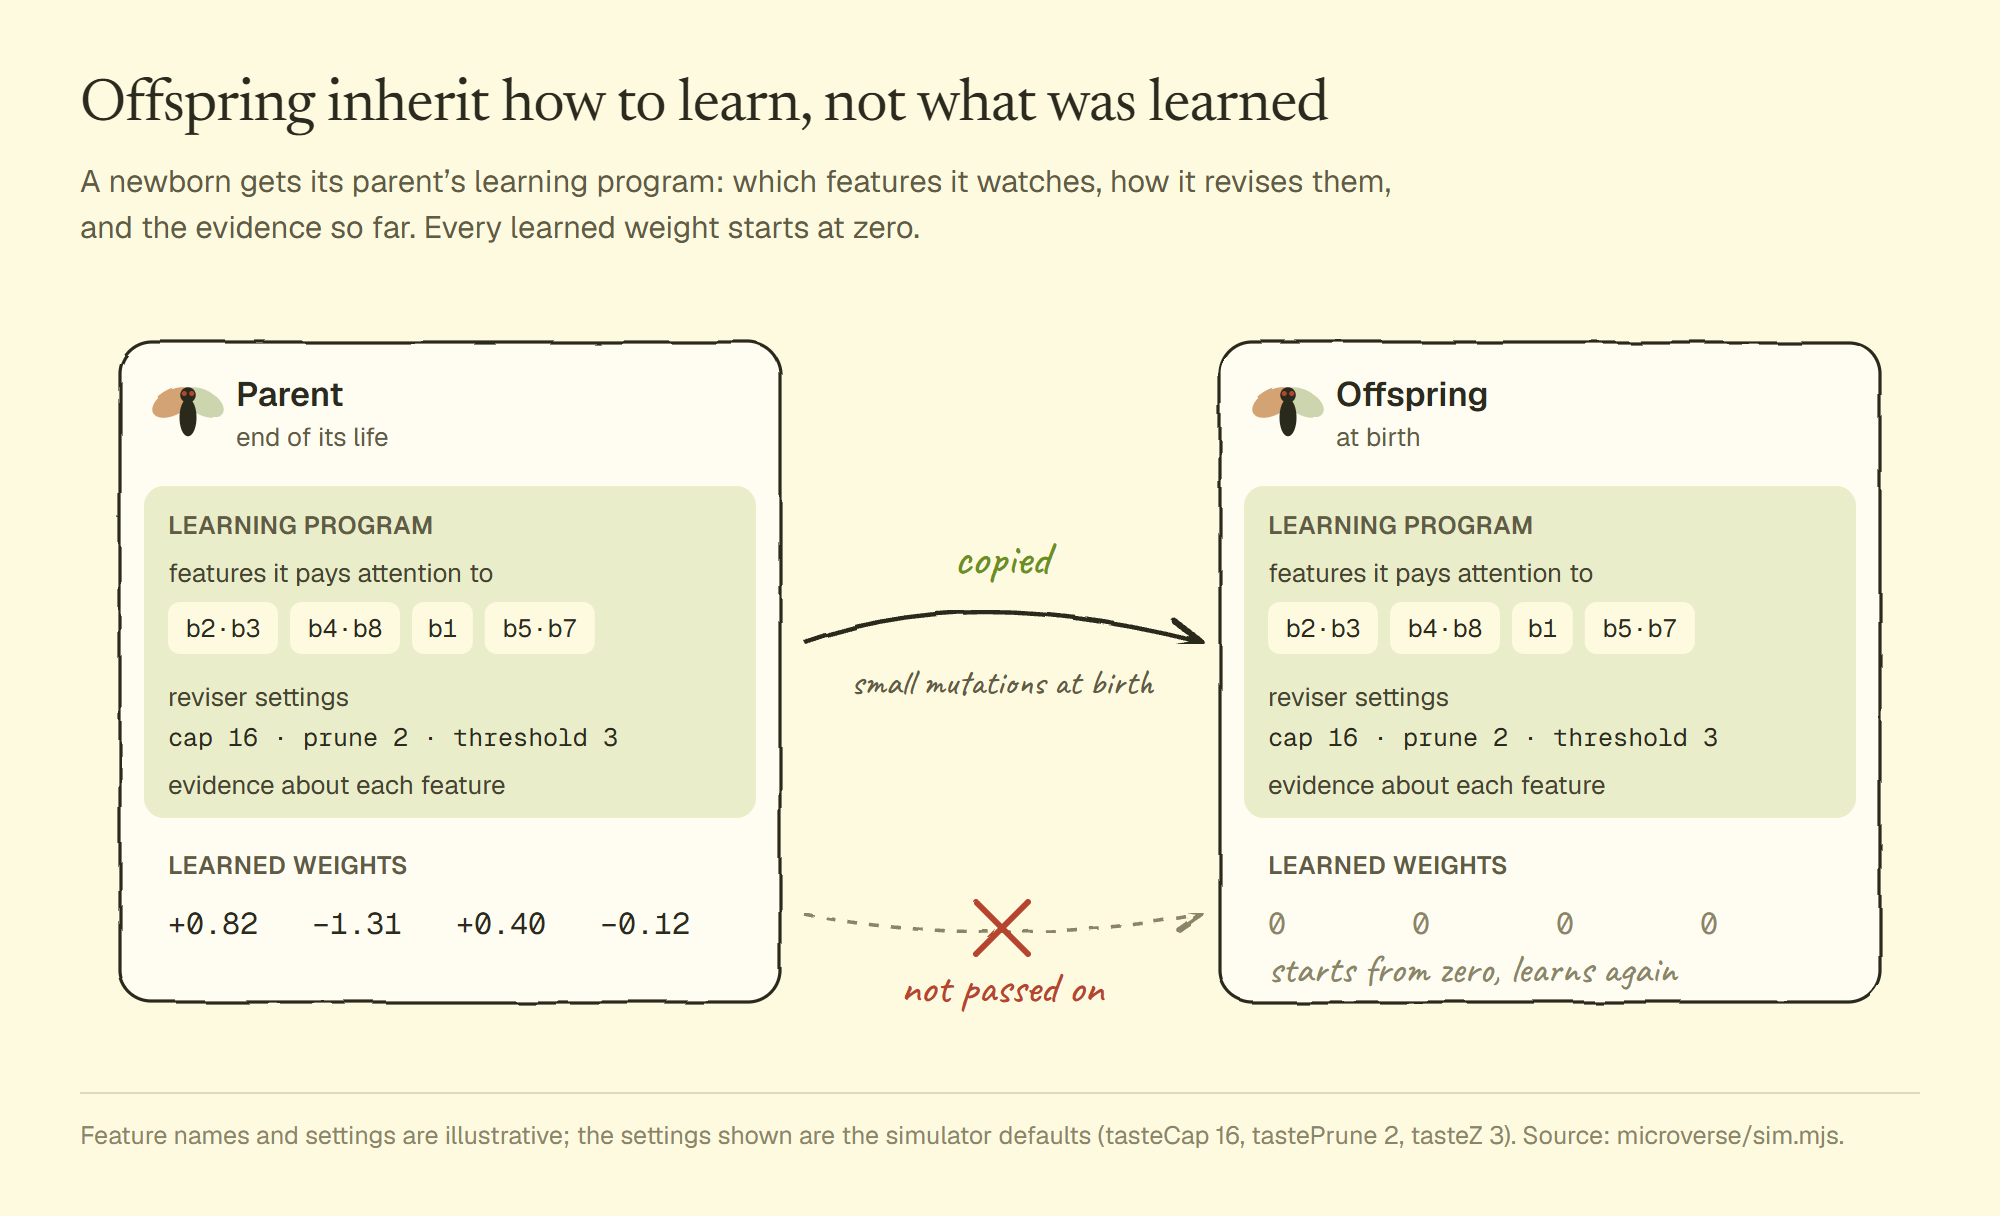 Offspring inherit how to learn, not what was learned
A newborn gets its parent’s learning program: which features it watches, how it revises them,
and the evidence so far. Every learned weight starts at zero.
Parent
end of its life
LEARNING PROGRAM
features it pays attention to
b2·b3 b4·b8 b1 b5·b7
reviser settings
cap 16 · prune 2 · threshold 3
evidence about each feature
LEARNED WEIGHTS
+0.82 −1.31 +0.40 −0.12
copied
small mutations at birth
not passed on
Offspring
at birth
LEARNING PROGRAM
features it pays attention to
b2·b3 b4·b8 b1 b5·b7
reviser settings
cap 16 · prune 2 · threshold 3
evidence about each feature
LEARNED WEIGHTS
0 0 0 0
starts from zero, learns again
Feature names and settings are illustrative; the settings shown are the simulator defaults (tasteCap 16, tastePrune 2, tasteZ 3). Source: microverse/sim.mjs.